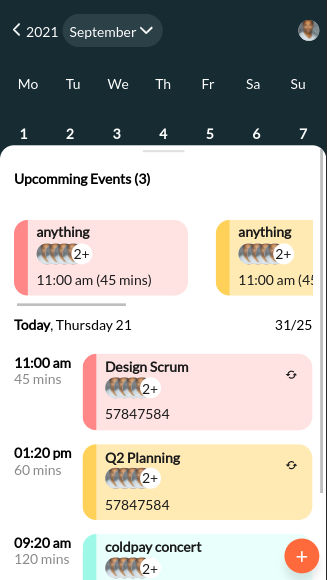 2021 September
Mo Tu We Th Fr Sa Su
1 2 3 4 5 6 7
Upcomming Events (3)
anything anything
2+ 2+
11:00 am (45 mins) 11:00 am (45
Today, Thursday 21 31/25
11:00 am Design Scrum
45 mins 2+
57847584
01:20 pm Q2 Planning
60 mins 2+
57847584
09:20 am coldpay concert
120 mins 2+
+